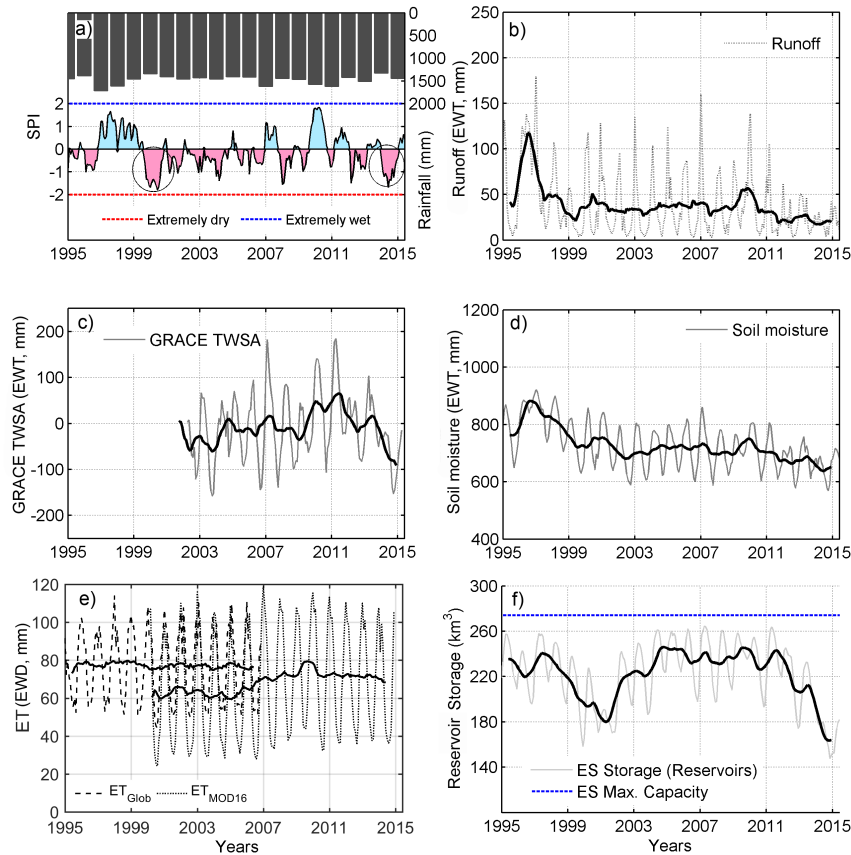 a)
SPI
2
1
0
-1
-2
0
500
1000
1500
2000
Rainfall (mm)
Extremely dry
Extremely wet
1995 1999 2003 2007 2011 2015
b)
Runoff (EWT, mm)
250
200
150
100
50
0
Runoff
1995 1999 2003 2007 2011 2015
c)
GRACE TWSA (EWT, mm)
200
100
0
-100
-200
GRACE TWSA
1995 1999 2003 2007 2011 2015
d)
Soil moisture (EWT, mm)
1200
1000
800
600
400
Soil moisture
1995 1999 2003 2007 2011 2015
e)
ET (EWD, mm)
120
100
80
60
40
20
0
ET_Glob
ET_MOD16
1995 1999 2003 2007 2011 2015
Years
f)
Reservoir Storage (km³)
300
260
220
180
140
ES Storage (Reservoirs)
ES Max. Capacity
1995 1999 2003 2007 2011 2015
Years